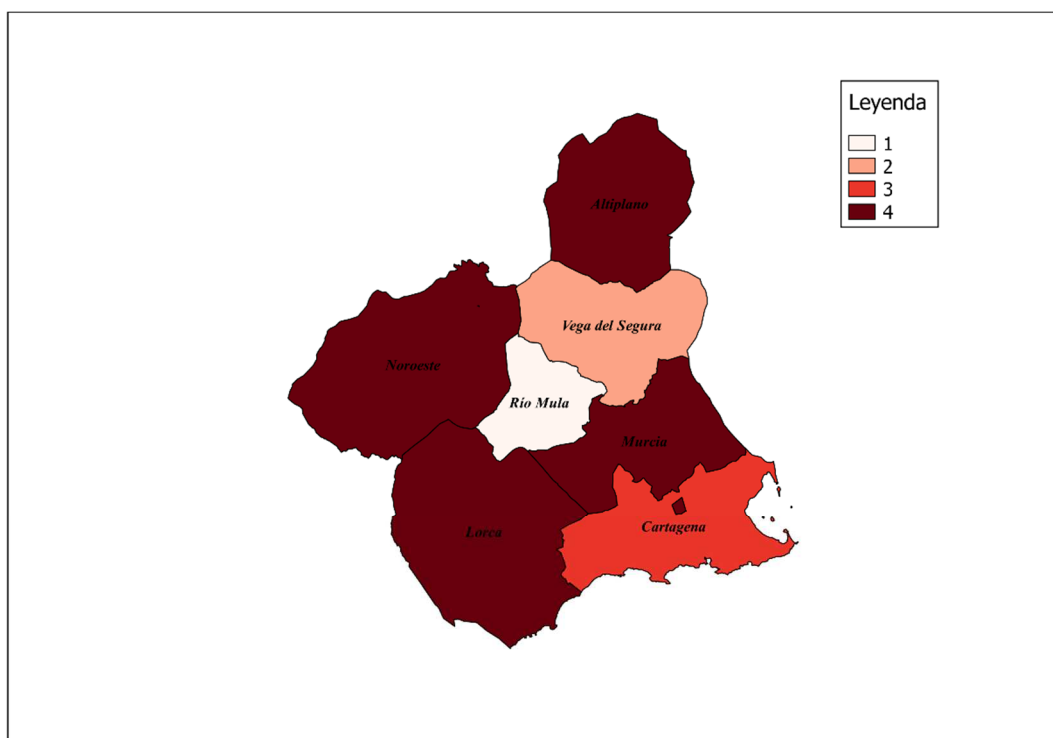 Leyenda
1
2
3
4
Altiplano
Vega del Segura
Noroeste
Río Mula
Murcia
Lorca
Cartagena